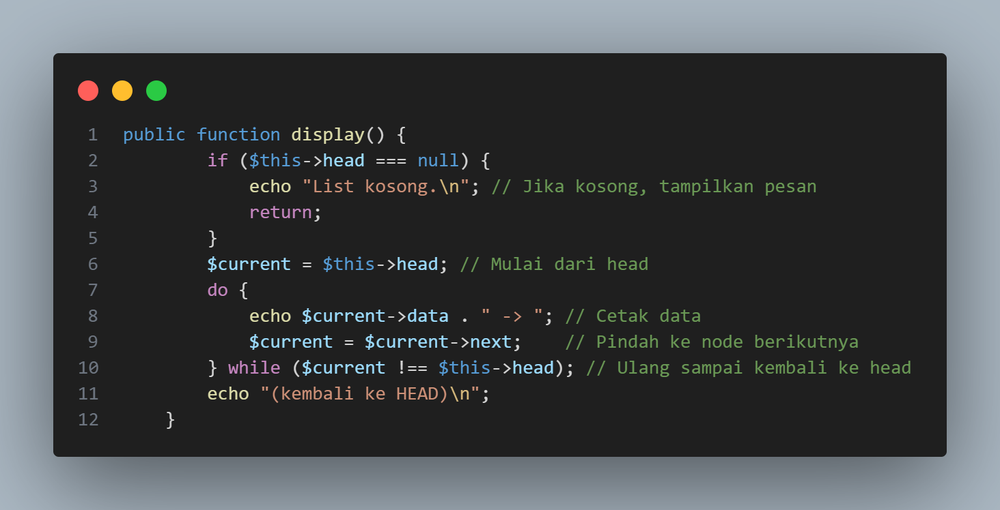 1 public function display() {
2         if ($this->head === null) {
3             echo "List kosong.\n"; // Jika kosong, tampilkan pesan
4             return;
5         }
6         $current = $this->head; // Mulai dari head
7         do {
8             echo $current->data . " -> "; // Cetak data
9             $current = $current->next;    // Pindah ke node berikutnya
10         } while ($current !== $this->head); // Ulang sampai kembali ke head
11         echo "(kembali ke HEAD)\n";
12     }